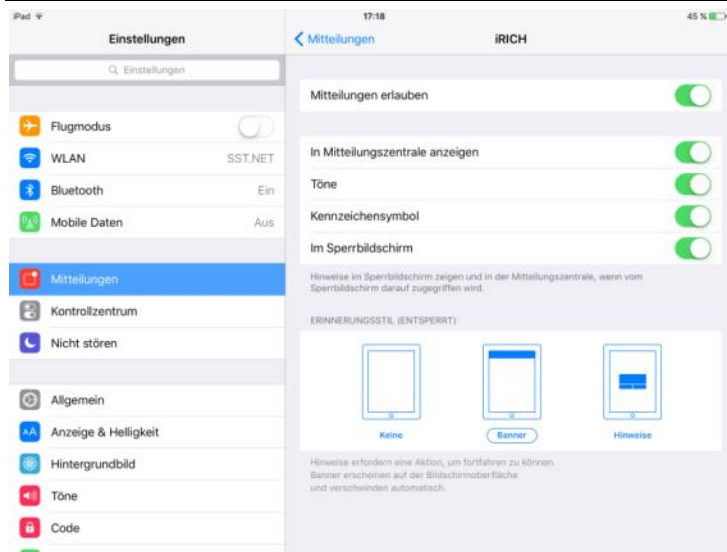 iPad
17:18
45 %
Einstellungen
Mitteilungen
iRICH
Einstellungen
Flugmodus
WLAN
SST.NET
Bluetooth
Ein
Mobile Daten
Aus
Mitteilungen
Kontrollzentrum
Nicht stören
Allgemein
AA
Anzeige & Helligkeit
Hintergrundbild
Töne
Code
Mitteilungen erlauben
In Mitteilungszentrale anzeigen
Töne
Kennzeichensymbol
Im Sperrbildschirm
Hinweise im Sperrbildschirm zeigen und in der Mitteilungszentrale, wenn vom
Sperrbildschirm darauf zugegriffen wird.
ERINNERUNGSSTIL (ENTSPERRT)
Keine
Banner
Hinweise
Hinweise erfordern eine Aktion, um fortfahren zu können.
Banner erscheinen auf der Bildschirmoberfläche
und verschwinden automatisch.